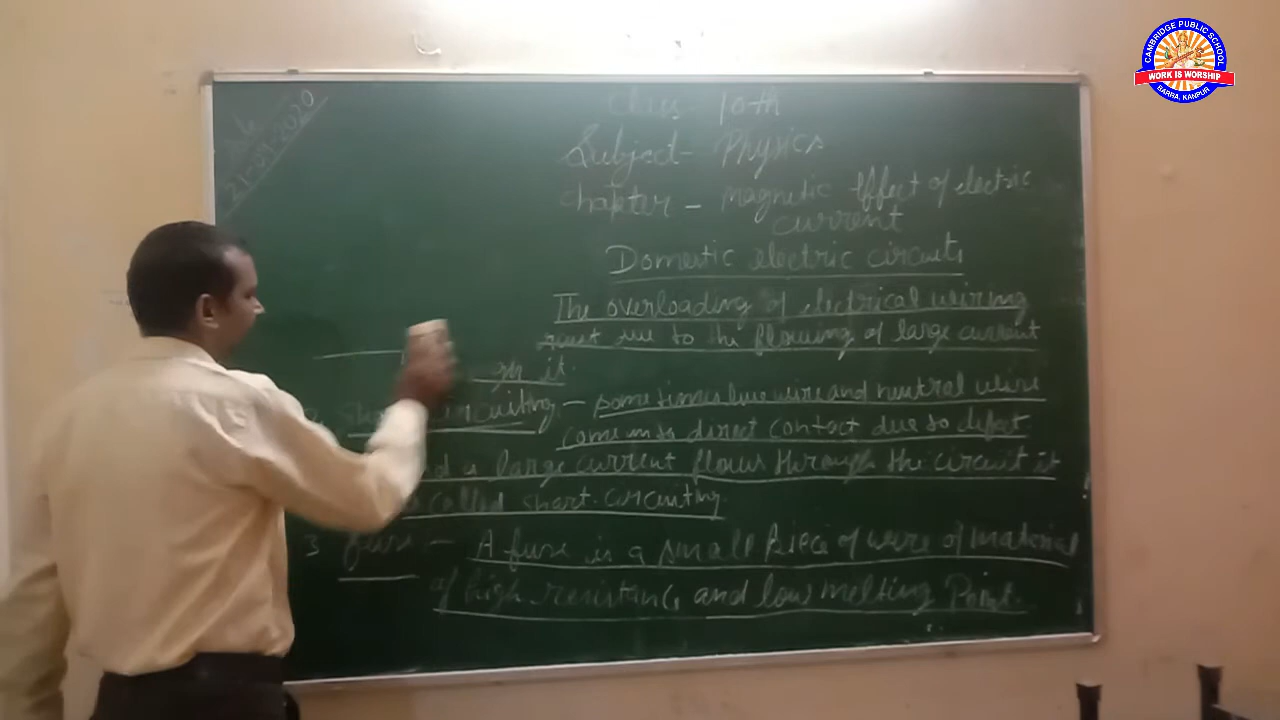 CAMBRIDGE PUBLIC SCHOOL
WORK IS WORSHIP
BARRA, KANPUR
21-04-2020
Class - 10th
Subject - Physics
Chapter - Magnetic Effect of electric
current
Domestic electric circuits
The overloading of electrical wiring
due to the flowing of large current
it.
circuiting - some times live wire and neutral wire
come into direct contact due to defect
a large current flows through the circuit it
called short-circuiting.
3 fuse - A fuse is a small piece of wire of material
of high resistance and low melting Point.